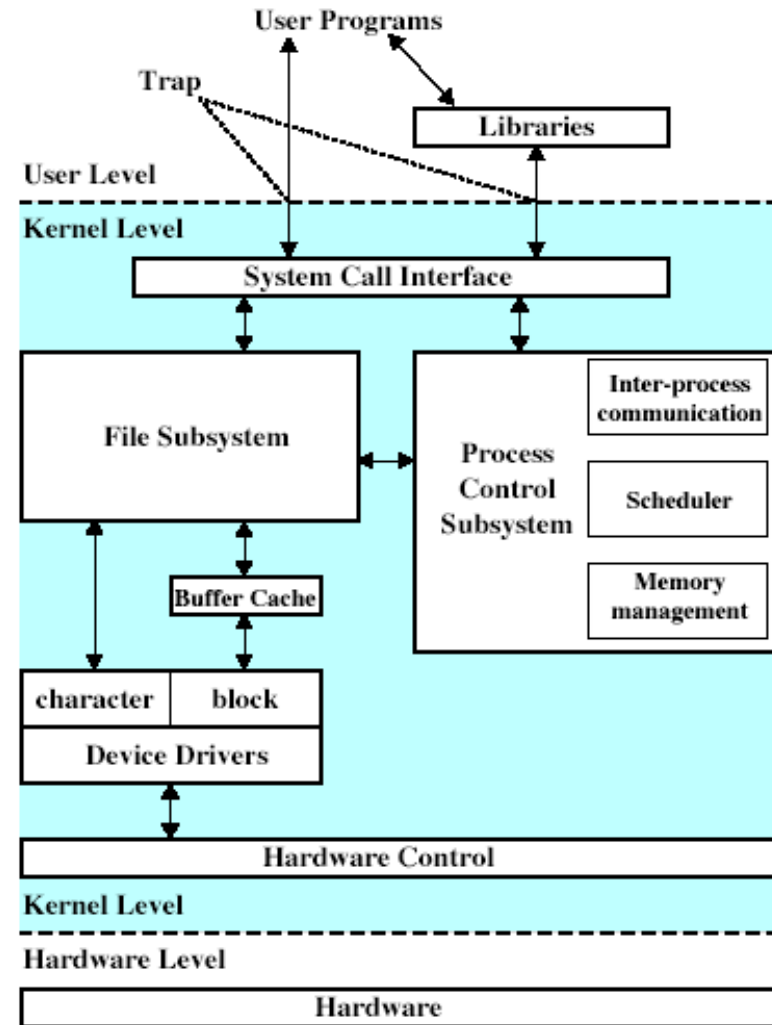 User Programs
Trap
Libraries
User Level
Kernel Level
System Call Interface
File Subsystem
Inter-process
communication
Process
Control
Subsystem
Scheduler
Memory
management
Buffer Cache
character
block
Device Drivers
Hardware Control
Kernel Level
Hardware Level
Hardware